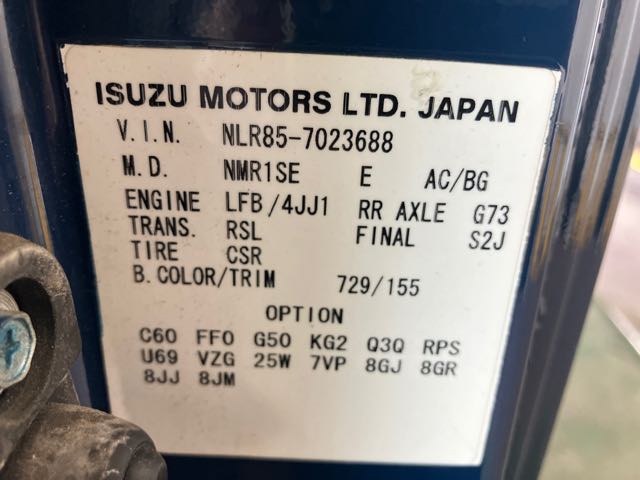 ISUZU MOTORS LTD. JAPAN
V.I.N. NLR85-7023688
M.D. NMR1SE E AC/BG
ENGINE LFB/4JJ1 RR AXLE G73
TRANS. RSL FINAL S2J
TIRE CSR
B.COLOR/TRIM 729/155
OPTION
C60 FF0 G50 KG2 Q3Q RPS
U69 VZG 25W 7VP 8GJ 8GR
8JJ 8JM